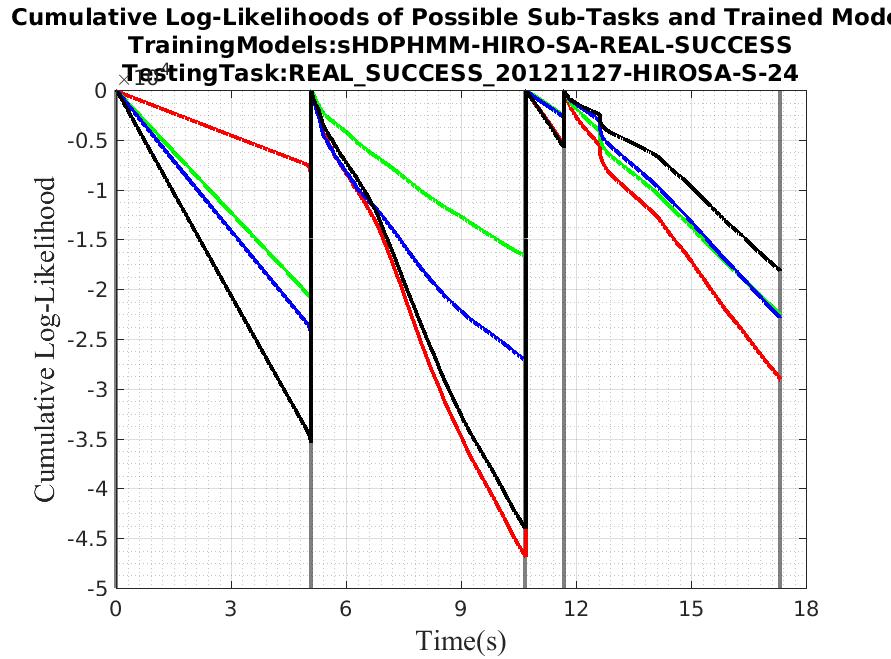 Cumulative Log-Likelihoods of Possible Sub-Tasks and Trained Mode
TrainingModels:sHDPHMM-HIRO-SA-REAL-SUCCESS
TestingTask:REAL_SUCCESS_20121127-HIROSA-S-24
×10^4
0
-0.5
-1
-1.5
-2
-2.5
-3
-3.5
-4
-4.5
-5
Cumulative Log-Likelihood
0 3 6 9 12 15 18
Time(s)